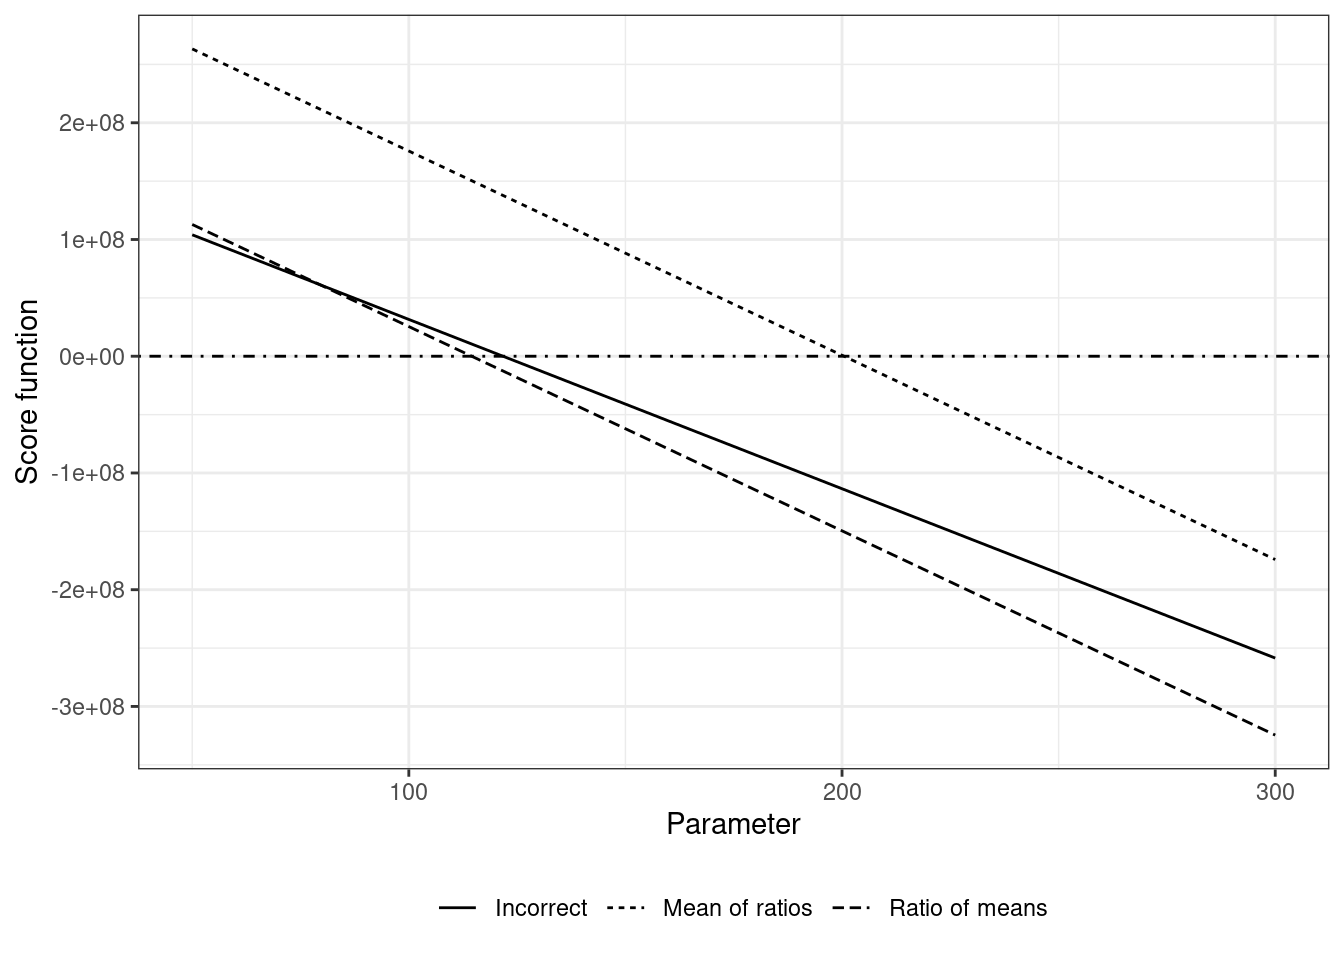 Score function
2e+08
1e+08
0e+00
-1e+08
-2e+08
-3e+08
100 200 300
Parameter
Incorrect Mean of ratios Ratio of means